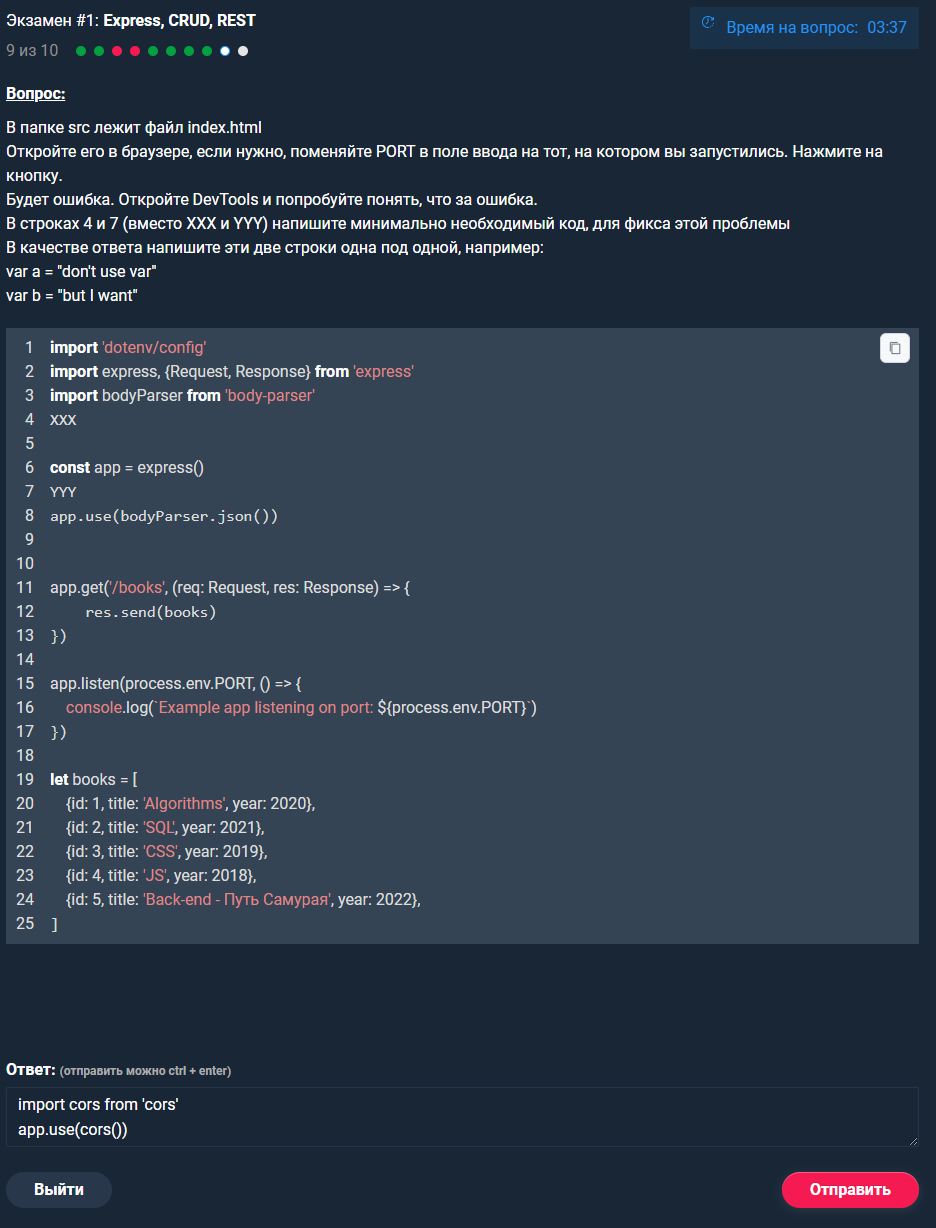 Экзамен #1: Express, CRUD, REST
Время на вопрос: 03:37
9 из 10
Вопрос:
В папке src лежит файл index.html
Откройте его в браузере, если нужно, поменяйте PORT в поле ввода на тот, на котором вы запустились. Нажмите на
кнопку.
Будет ошибка. Откройте DevTools и попробуйте понять, что за ошибка.
В строках 4 и 7 (вместо XXX и YYY) напишите минимально необходимый код, для фикса этой проблемы
В качестве ответа напишите эти две строки одна под одной, например:
var a = "don't use var"
var b = "but I want"
1 import 'dotenv/config'
2 import express, {Request, Response} from 'express'
3 import bodyParser from 'body-parser'
4 XXX
5
6 const app = express()
7 YYY
8 app.use(bodyParser.json())
9
10
11 app.get('/books', (req: Request, res: Response) => {
12 res.send(books)
13 })
14
15 app.listen(process.env.PORT, () => {
16 console.log(`Example app listening on port: ${process.env.PORT}`)
17 })
18
19 let books = [
20 {id: 1, title: 'Algorithms', year: 2020},
21 {id: 2, title: 'SQL', year: 2021},
22 {id: 3, title: 'CSS', year: 2019},
23 {id: 4, title: 'JS', year: 2018},
24 {id: 5, title: 'Back-end - Путь Самурая', year: 2022},
25 ]
Ответ: (отправить можно ctrl + enter)
import cors from 'cors'
app.use(cors())
Выйти
Отправить